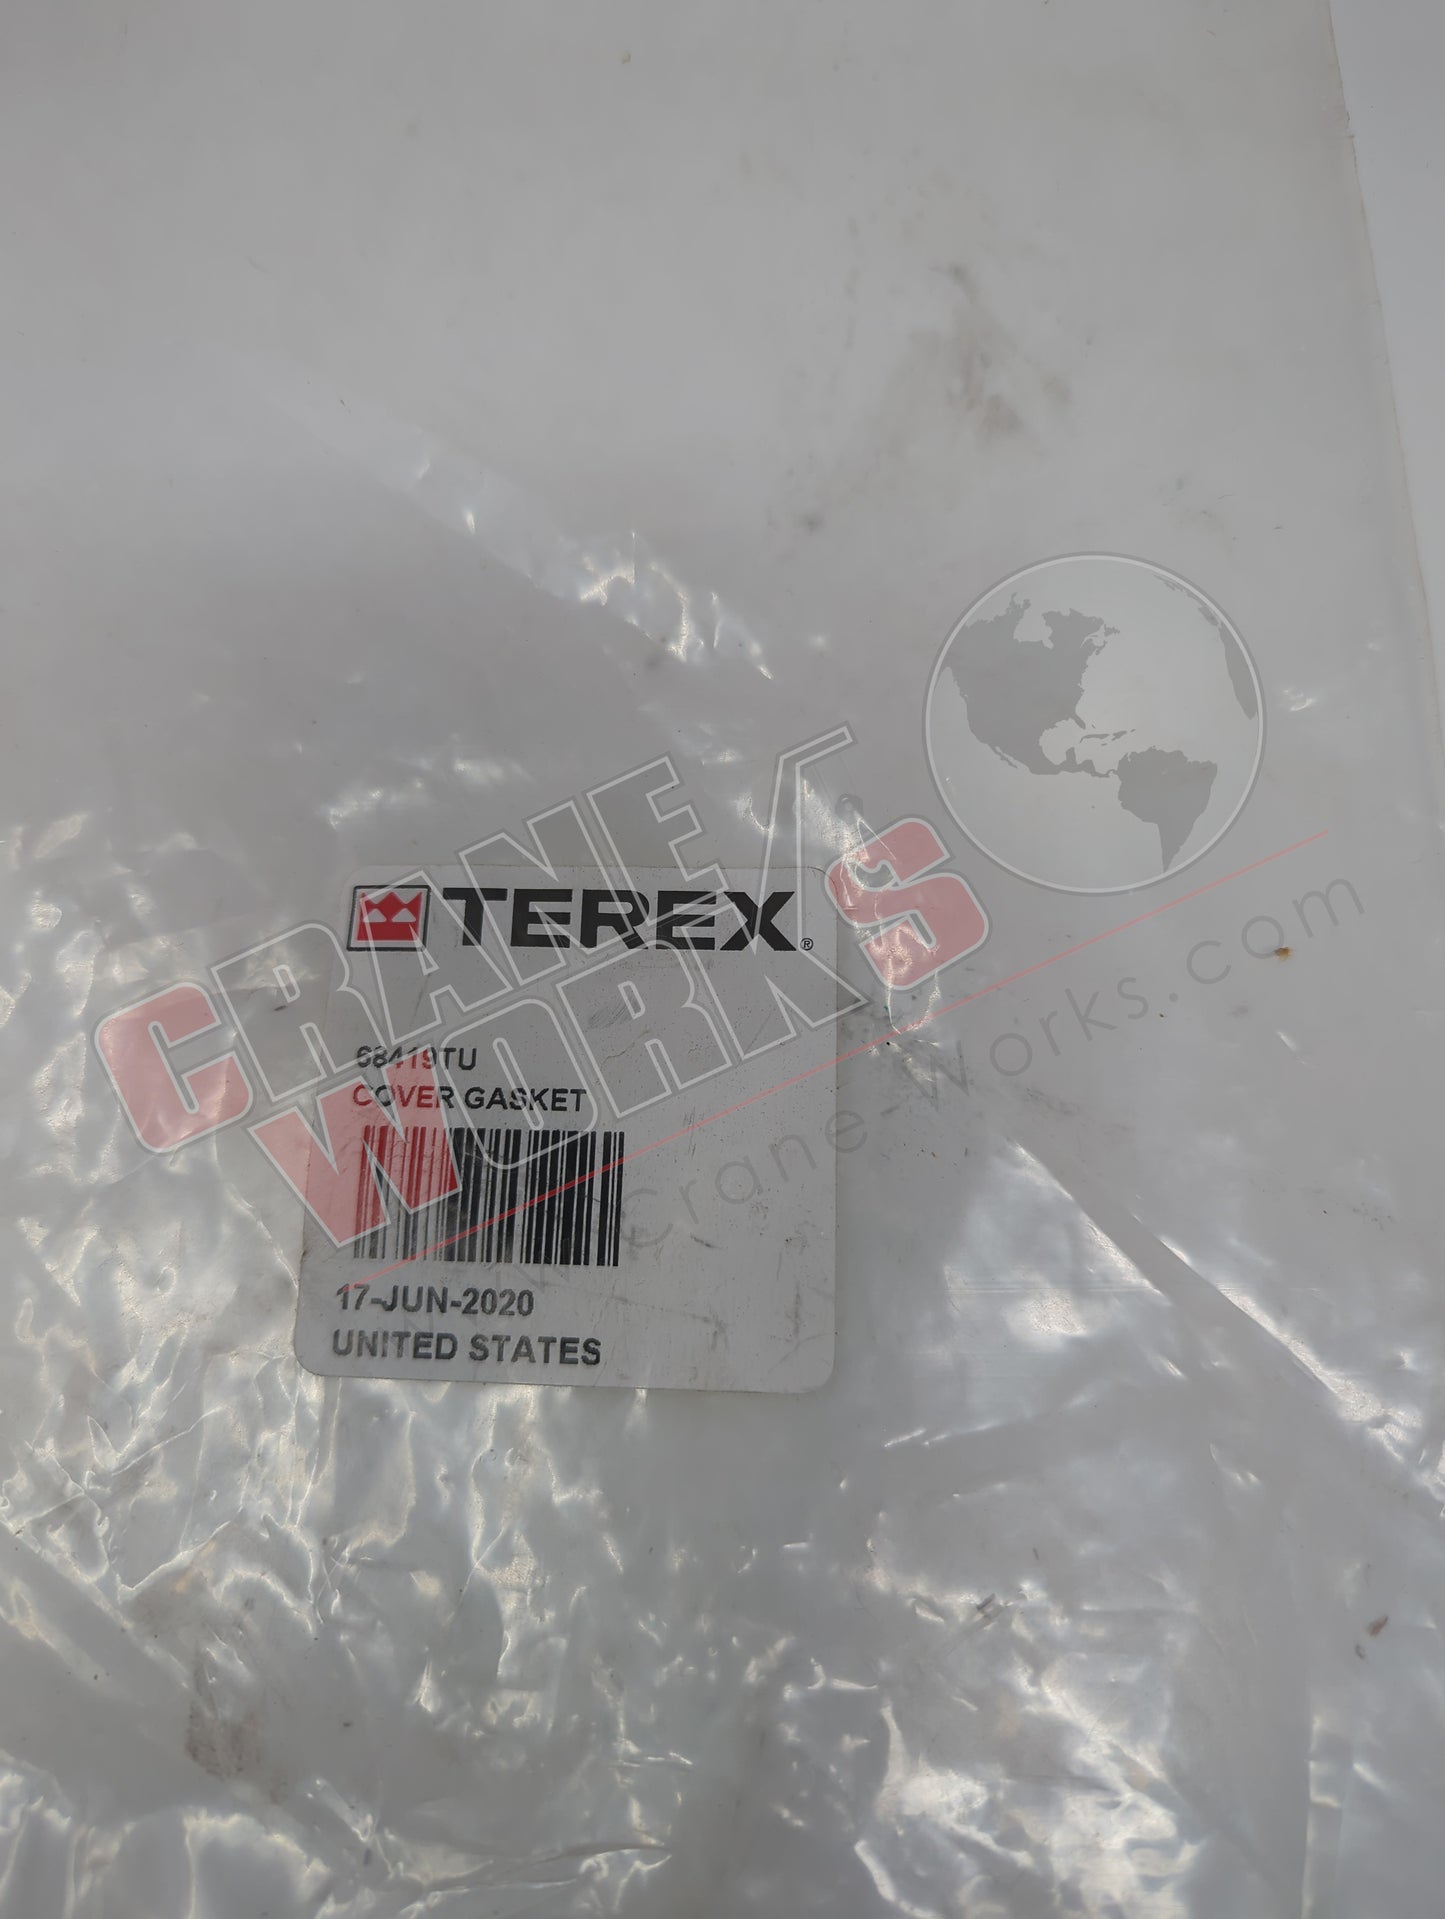 TEREX®
68419TU
COVER GASKET
17-JUN-2020
UNITED STATES
CRANE
WORKS
www.CraneWorks.com